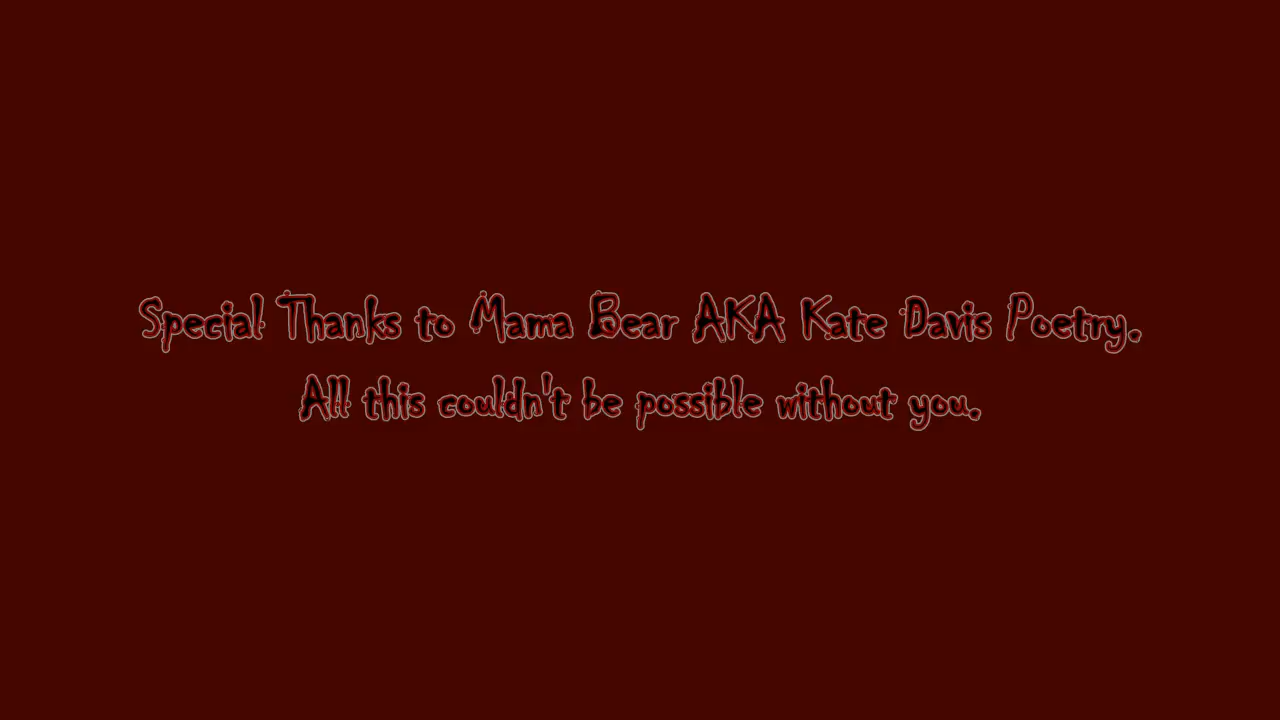 Special Thanks to Mama Bear AKA Kate Davis Poetry.
All this couldn't be possible without you.